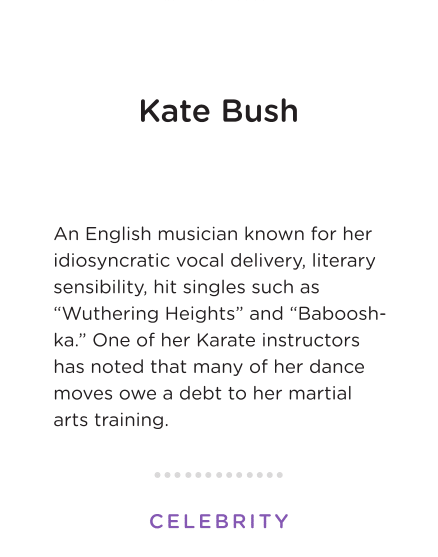 Kate Bush
An English musician known for her
idiosyncratic vocal delivery, literary
sensibility, hit singles such as
“Wuthering Heights” and “Baboosh-
ka.” One of her Karate instructors
has noted that many of her dance
moves owe a debt to her martial
arts training.
CELEBRITY